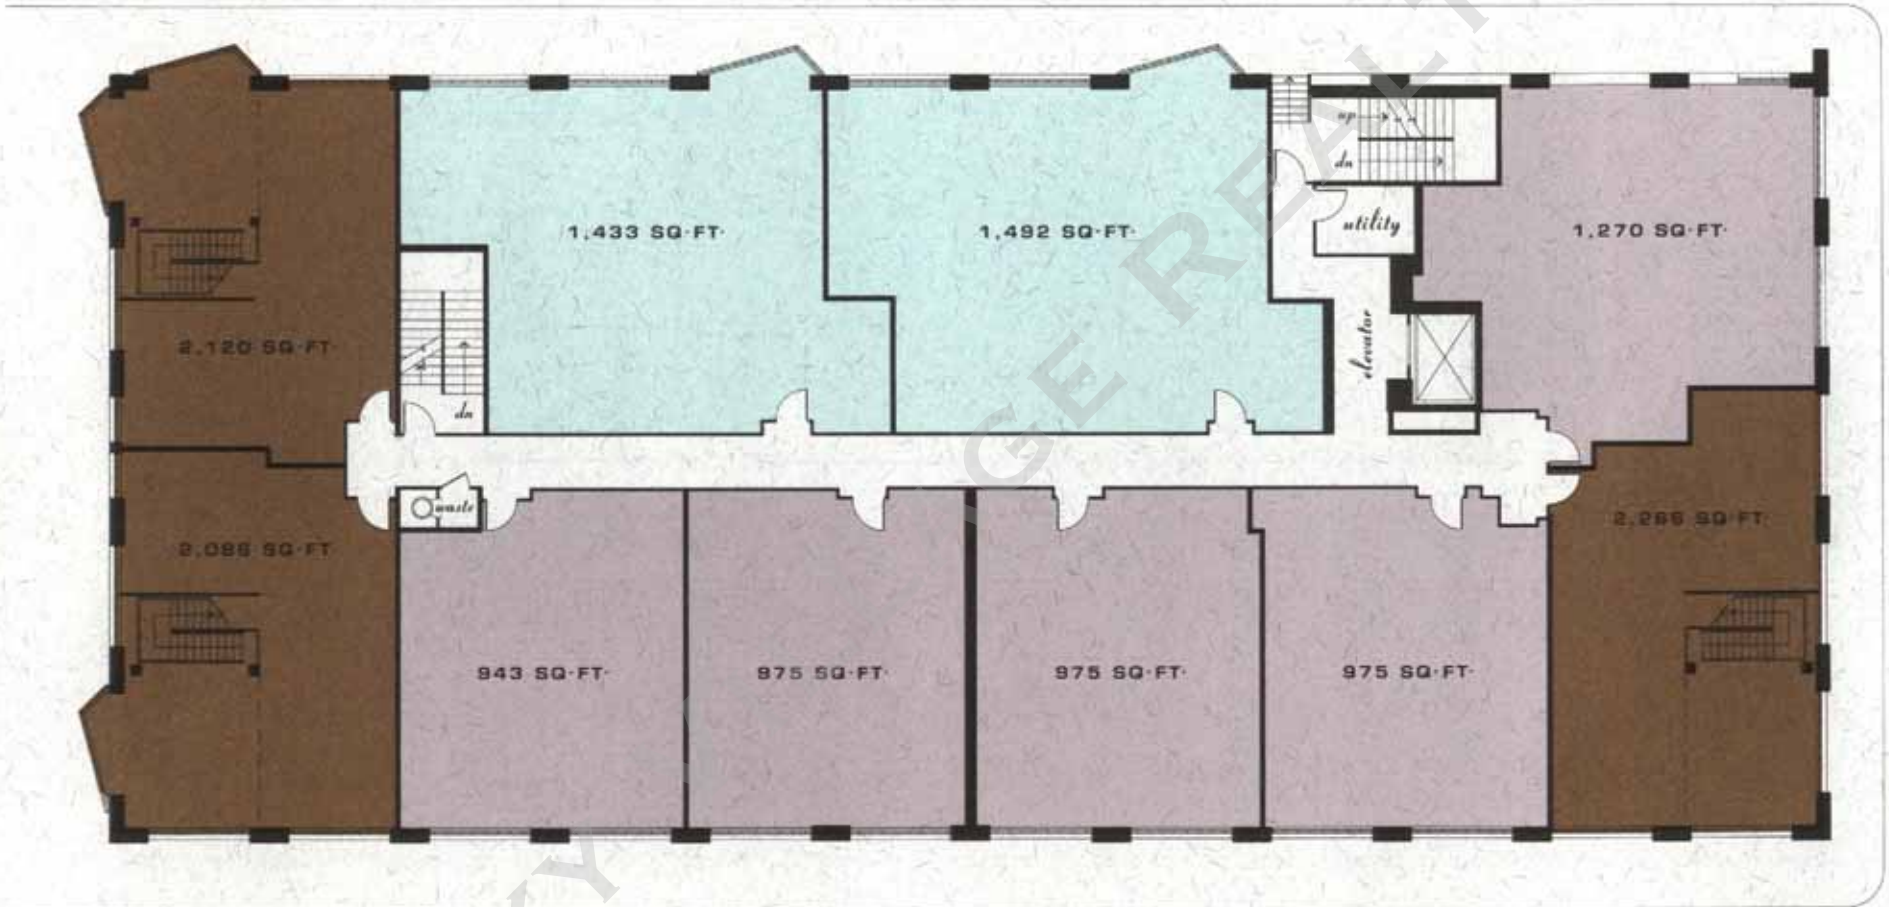 1,433 SQ·FT·
1,492 SQ·FT·
up
dn
utility
1,270 SQ·FT·
2,120 SQ·FT·
elevator
dn
waste
2,086 SQ·FT·
2,266 SQ·FT·
943 SQ·FT·
975 SQ·FT·
975 SQ·FT·
975 SQ·FT·
GE REALT